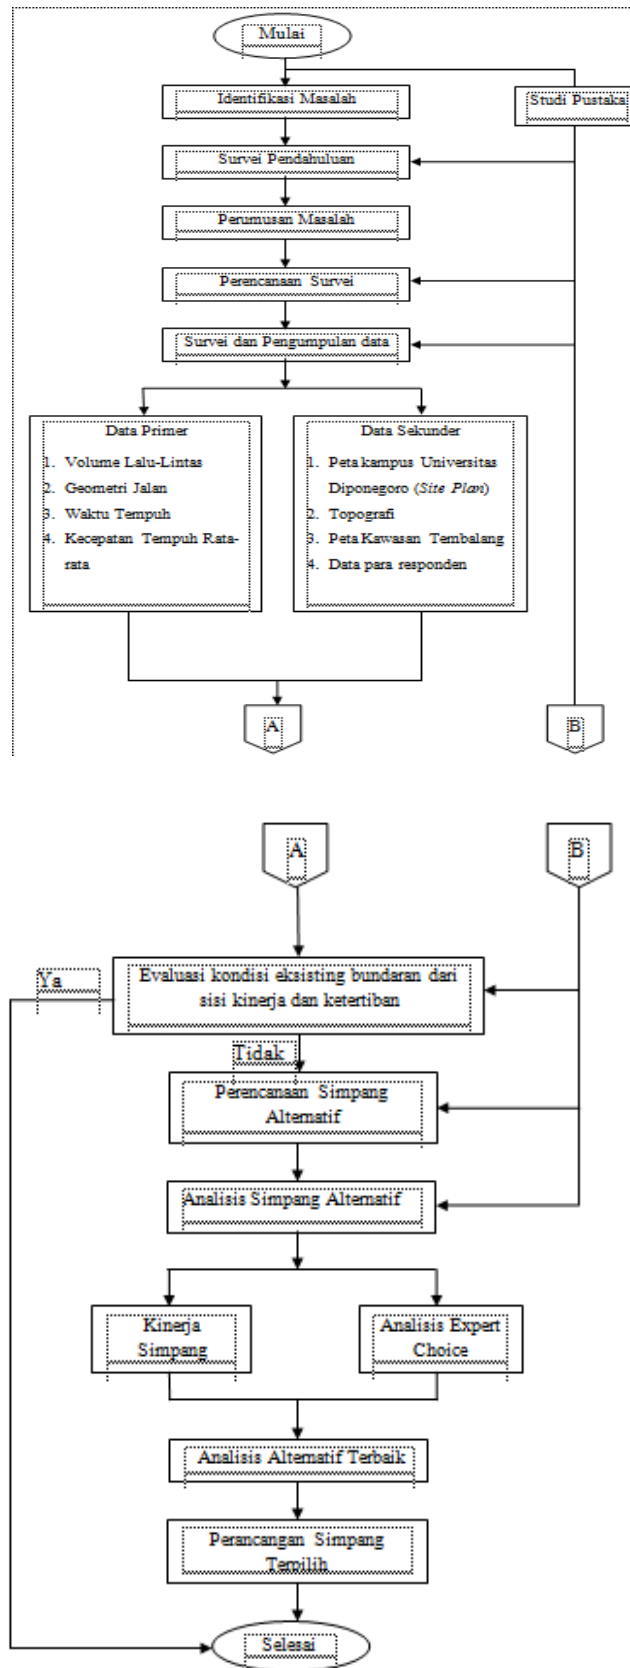 Mulai
Identifikasi Masalah
Studi Pustaka
Survei Pendahuluan
Perumusan Masalah
Perencanaan Survei
Survei dan Pengumpulan data
Data Primer
1. Volume Lalu-Lintas
2. Geometri Jalan
3. Waktu Tempuh
4. Kecepatan Tempuh Rata-
rata
Data Sekunder
1. Peta kampus Universitas
Diponegoro (Site Plan)
2. Topografi
3. Peta Kawasan Tembalang
4. Data para responden
A
B
A
B
Ya
Evaluasi kondisi eksisting bundaran dari
sisi kinerja dan ketertiban
Tidak
Perencanaan Simpang
Alternatif
Analisis Simpang Alternatif
Kinerja
Simpang
Analisis Expert
Choice
Analisis Alternatif Terbaik
Perancangan Simpang
Terpilih
Selesai